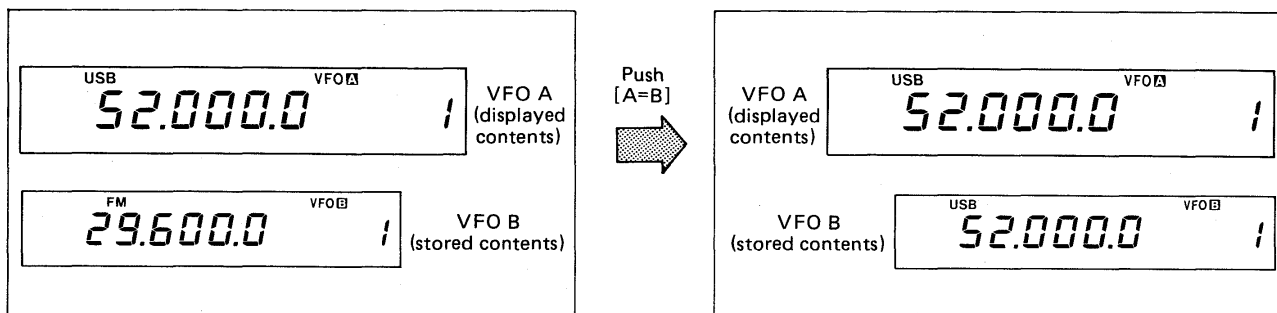 USB VFO A
52.000.0 1
VFO A
(displayed
contents)
FM VFO B
29.600.0 1
VFO B
(stored contents)
Push
[A=B]
VFO A
(displayed
contents)
USB VFO A
52.000.0 1
VFO B
(stored contents)
USB VFO B
52.000.0 1